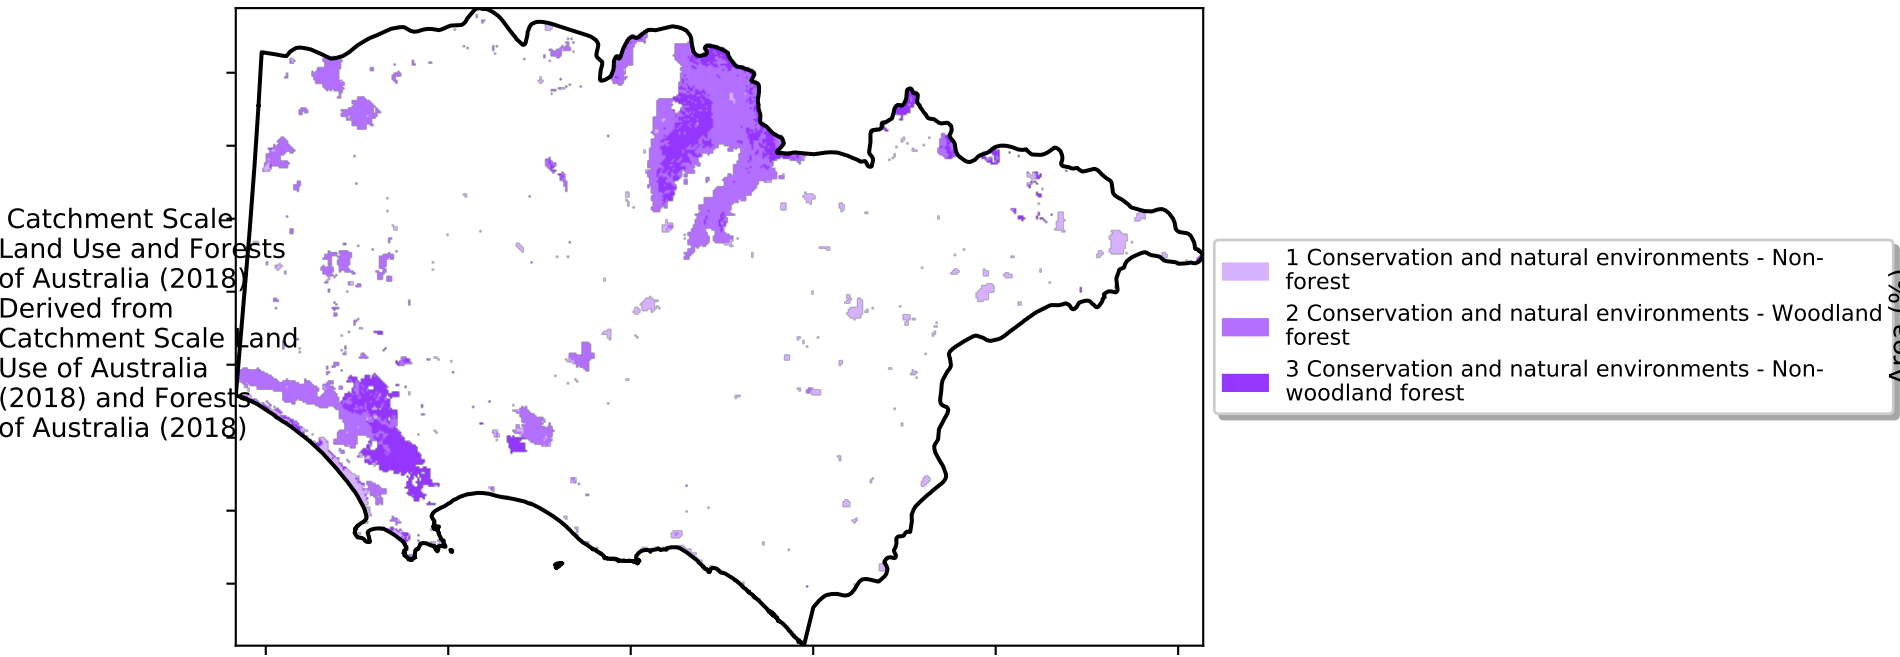 Catchment Scale
Land Use and Forests
of Australia (2018)
Derived from
Catchment Scale Land
Use of Australia
(2018) and Forests
of Australia (2018)
1 Conservation and natural environments - Non-
forest
2 Conservation and natural environments - Woodland
forest
3 Conservation and natural environments - Non-
woodland forest